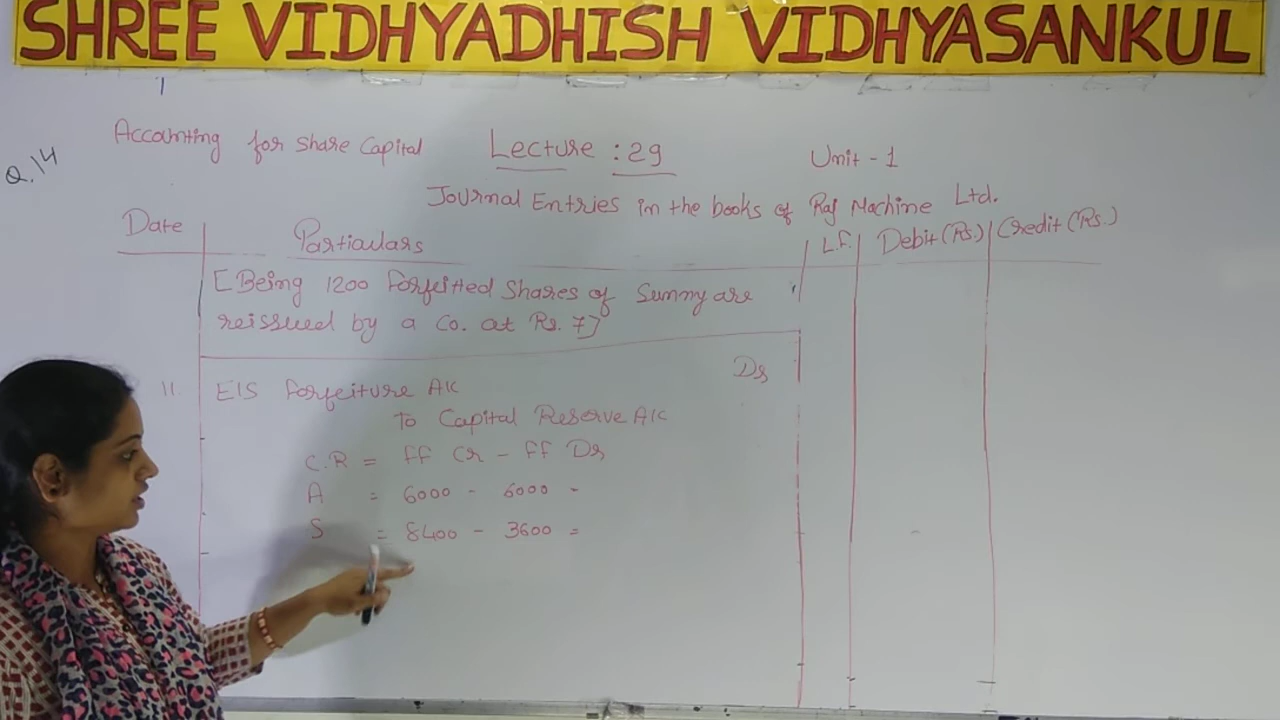 SHREE VIDHYADHISH VIDHYASANKUL
Accounting for Share Capital Lecture : 29 Unit - 1
Q.14
Journal Entries in the books of Raj Machine Ltd.
Date Particulars L.f. Debit (Rs.) Credit (Rs.)
[Being 1200 forfeitted shares of Sunny are
reissued by a Co. at Rs. 7]
11 E/S forfeiture A/c Dr
To Capital Reserve A/c
C.R = ff Cr - ff Dr
A = 6000 - 6000 =
S = 8400 - 3600 =